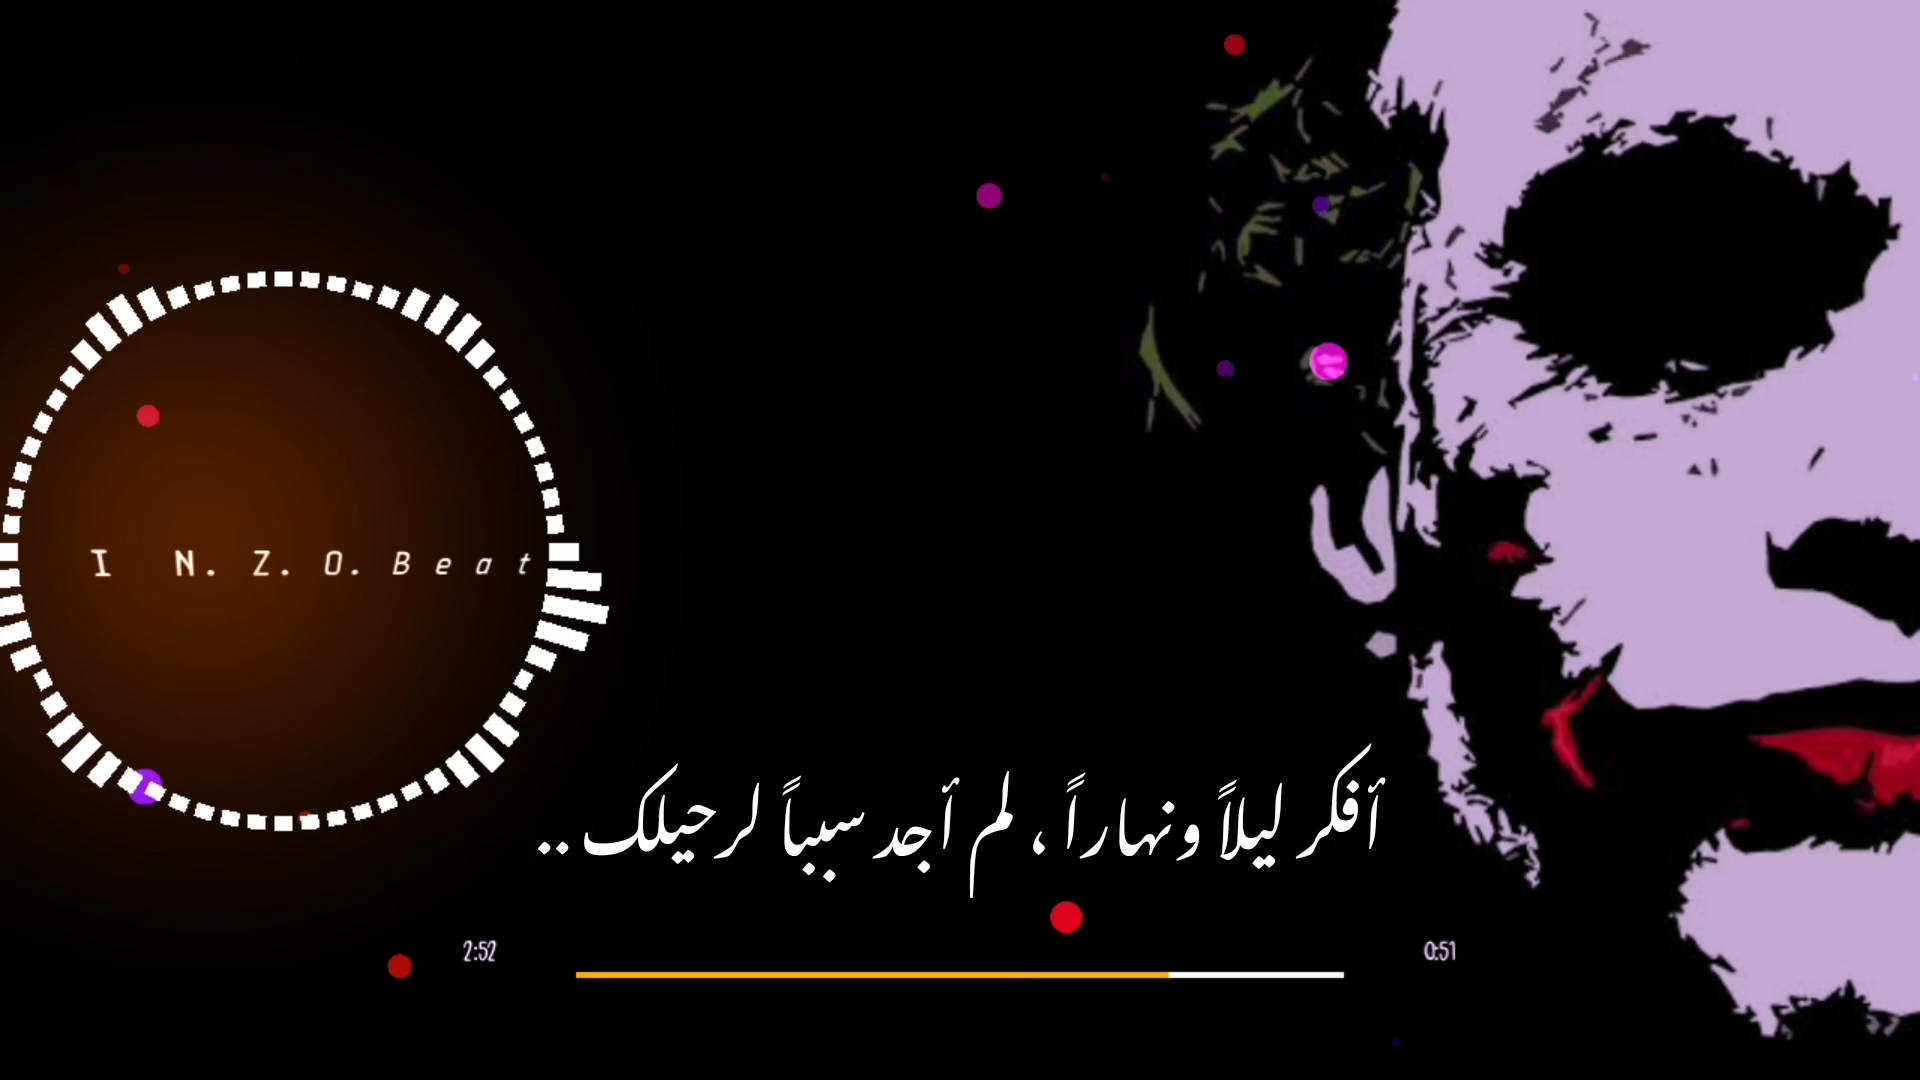 I N. Z. O. Beat
أفكر ليلاً ونهاراً ، لم أجد سبباً لرحيلك ..
2:52
0:51